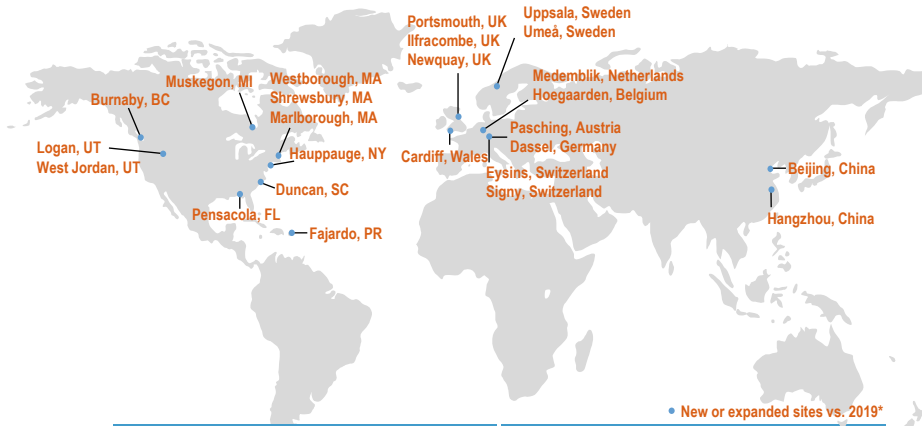 Portsmouth, UK
Ilfracombe, UK
Newquay, UK
Uppsala, Sweden
Umeå, Sweden
Muskegon, MI
Westborough, MA
Shrewsbury, MA
Marlborough, MA
Medemblik, Netherlands
Hoegaarden, Belgium
Burnaby, BC
Pasching, Austria
Dassel, Germany
Logan, UT
West Jordan, UT
Hauppauge, NY
Cardiff, Wales
Eysins, Switzerland
Signy, Switzerland
Beijing, China
Duncan, SC
Pensacola, FL
Hangzhou, China
Fajardo, PR
New or expanded sites vs. 2019*